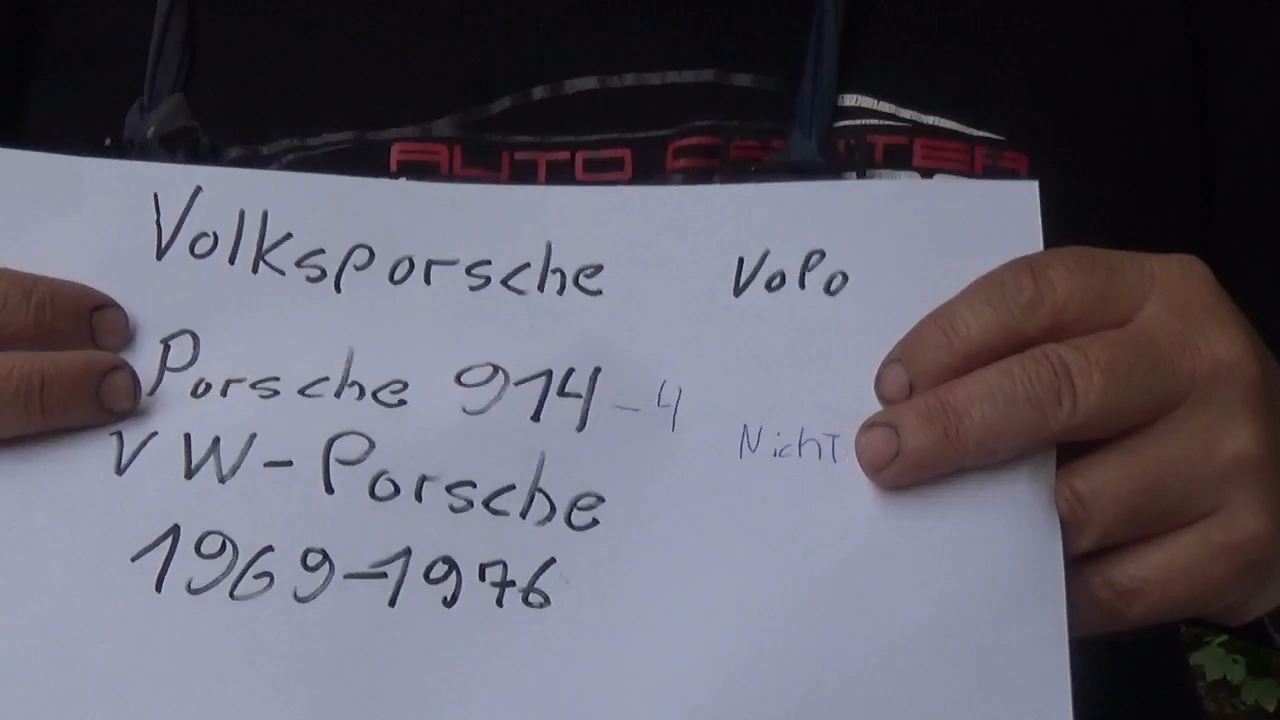 AUTO CENTER
Volksporsche VoPo
Porsche 914-4
Nicht
VW-Porsche
1969-1976